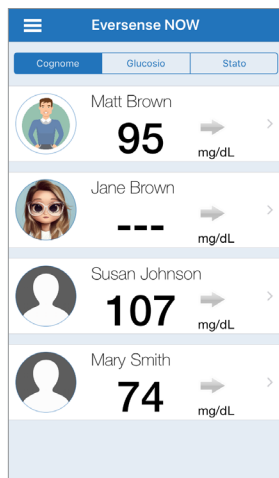 Eversense NOW
Cognome Glucosio Stato
Matt Brown
95
mg/dL
Jane Brown
---
mg/dL
Susan Johnson
107
mg/dL
Mary Smith
74
mg/dL